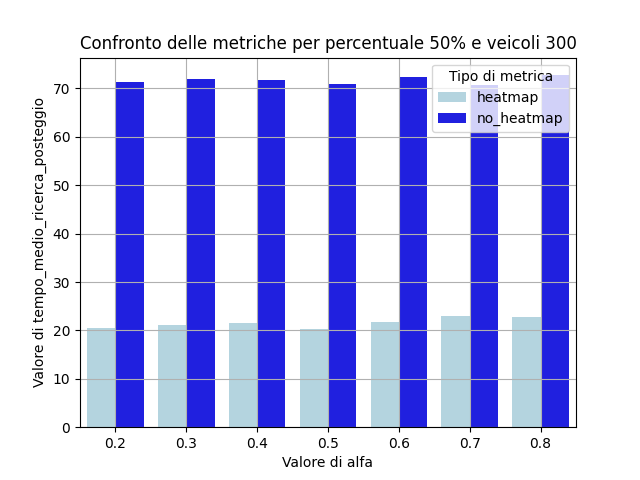 Confronto delle metriche per percentuale 50% e veicoli 300
Valore di tempo_medio_ricerca_posteggio
70
60
50
40
30
20
10
0
Tipo di metrica
heatmap
no_heatmap
0.2 0.3 0.4 0.5 0.6 0.7 0.8
Valore di alfa